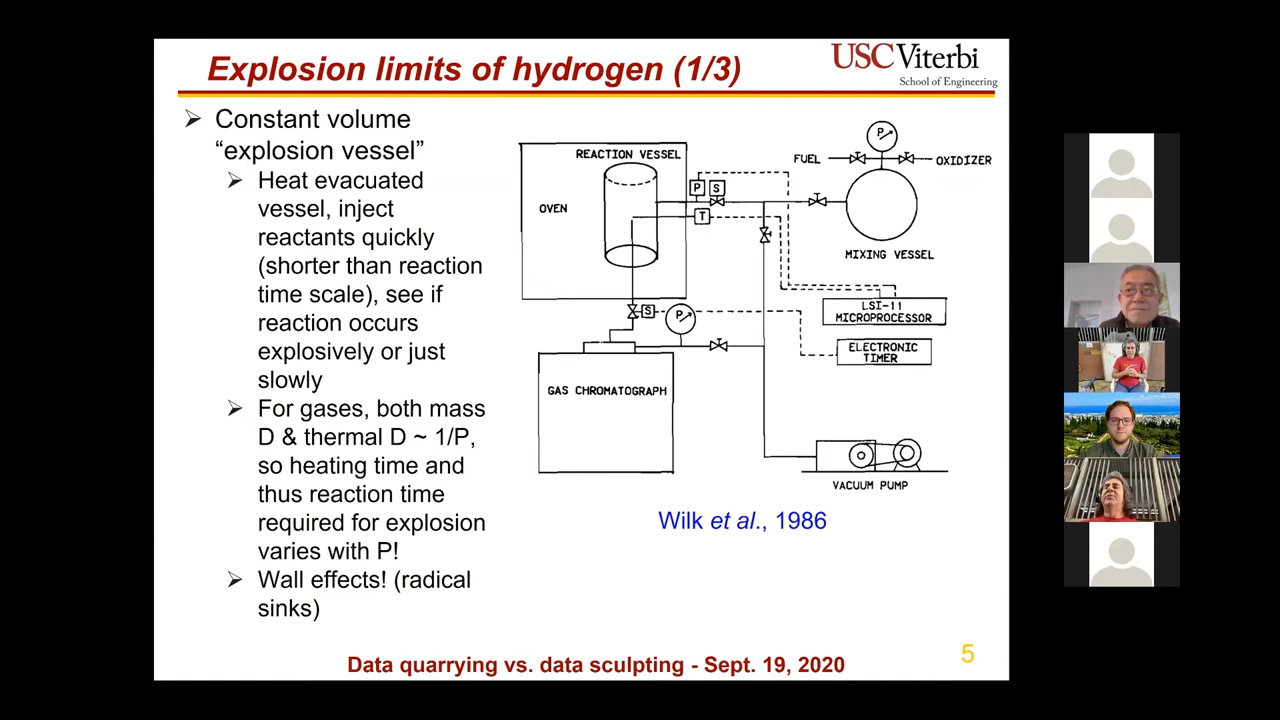 Explosion limits of hydrogen (1/3)
USC Viterbi
School of Engineering
➢ Constant volume
“explosion vessel”
➢ Heat evacuated
vessel, inject
reactants quickly
(shorter than reaction
time scale), see if
reaction occurs
explosively or just
slowly
➢ For gases, both mass
D & thermal D ~ 1/P,
so heating time and
thus reaction time
required for explosion
varies with P!
➢ Wall effects! (radical
sinks)
REACTION VESSEL
OVEN
P
S
T
P
FUEL
OXIDIZER
MIXING VESSEL
LSI-11
MICROPROCESSOR
S
P
ELECTRONIC
TIMER
GAS CHROMATOGRAPH
VACUUM PUMP
Wilk et al., 1986
Data quarrying vs. data sculpting - Sept. 19, 2020
5